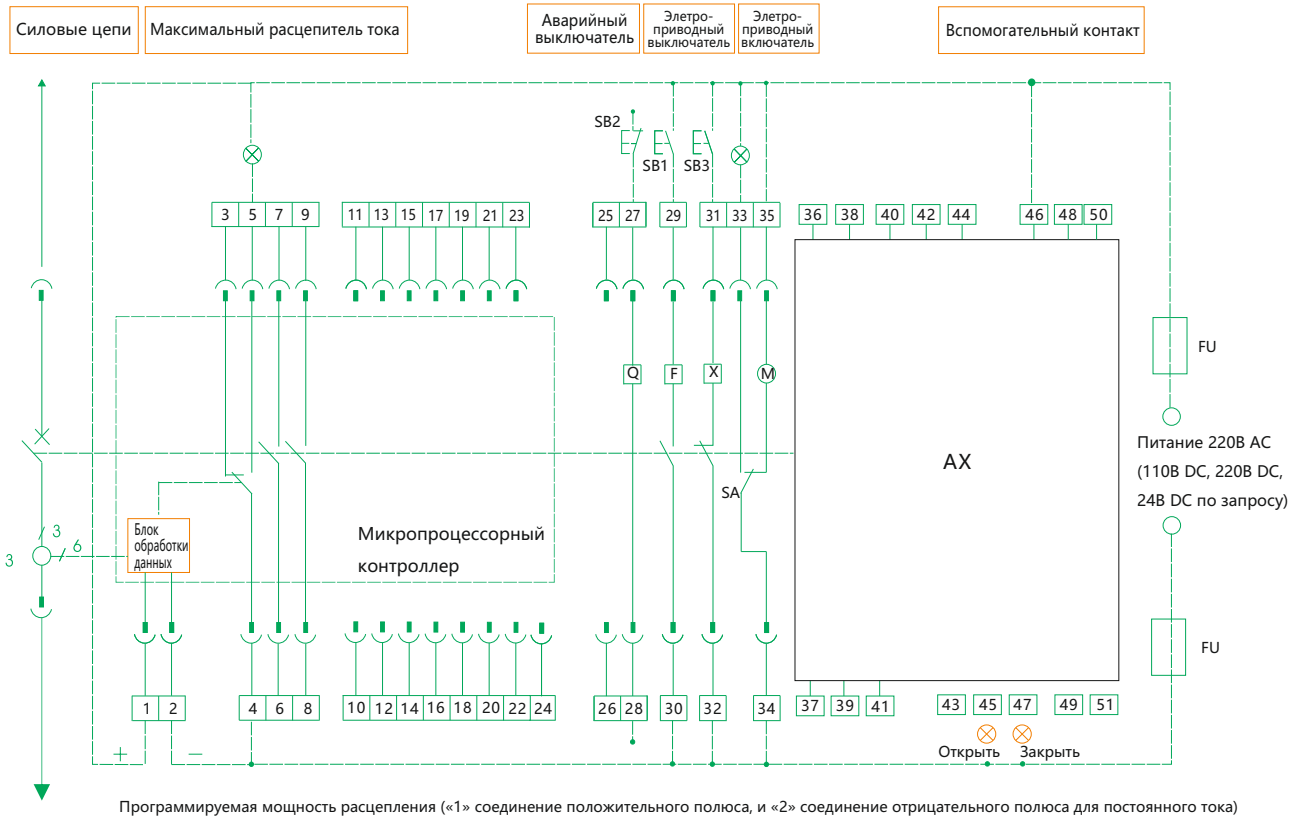 Силовые цепи
Максимальный расцепитель тока
Аварийный
выключатель
Элетро-
приводный
выключатель
Элетро-
приводный
включатель
Вспомогательный контакт
SB2
SB1
SB3
3 5 7 9
11 13 15 17 19 21 23
25 27
29
31 33 35
36 38 40 42 44 46 48 50
FU
Q
F
X
M
Питание 220В AC
(110В DC, 220В DC,
24В DC по запросу)
AX
SA
3
6
3
Блок
обработки
данных
Микропроцессорный
контроллер
FU
1 2
4 6 8
10 12 14 16 18 20 22 24
26 28
30
32
34
37 39 41
43 45 47 49 51
+
−
Открыть
Закрыть
Программируемая мощность расцепления («1» соединение положительного полюса, и «2» соединение отрицательного полюса для постоянного тока)